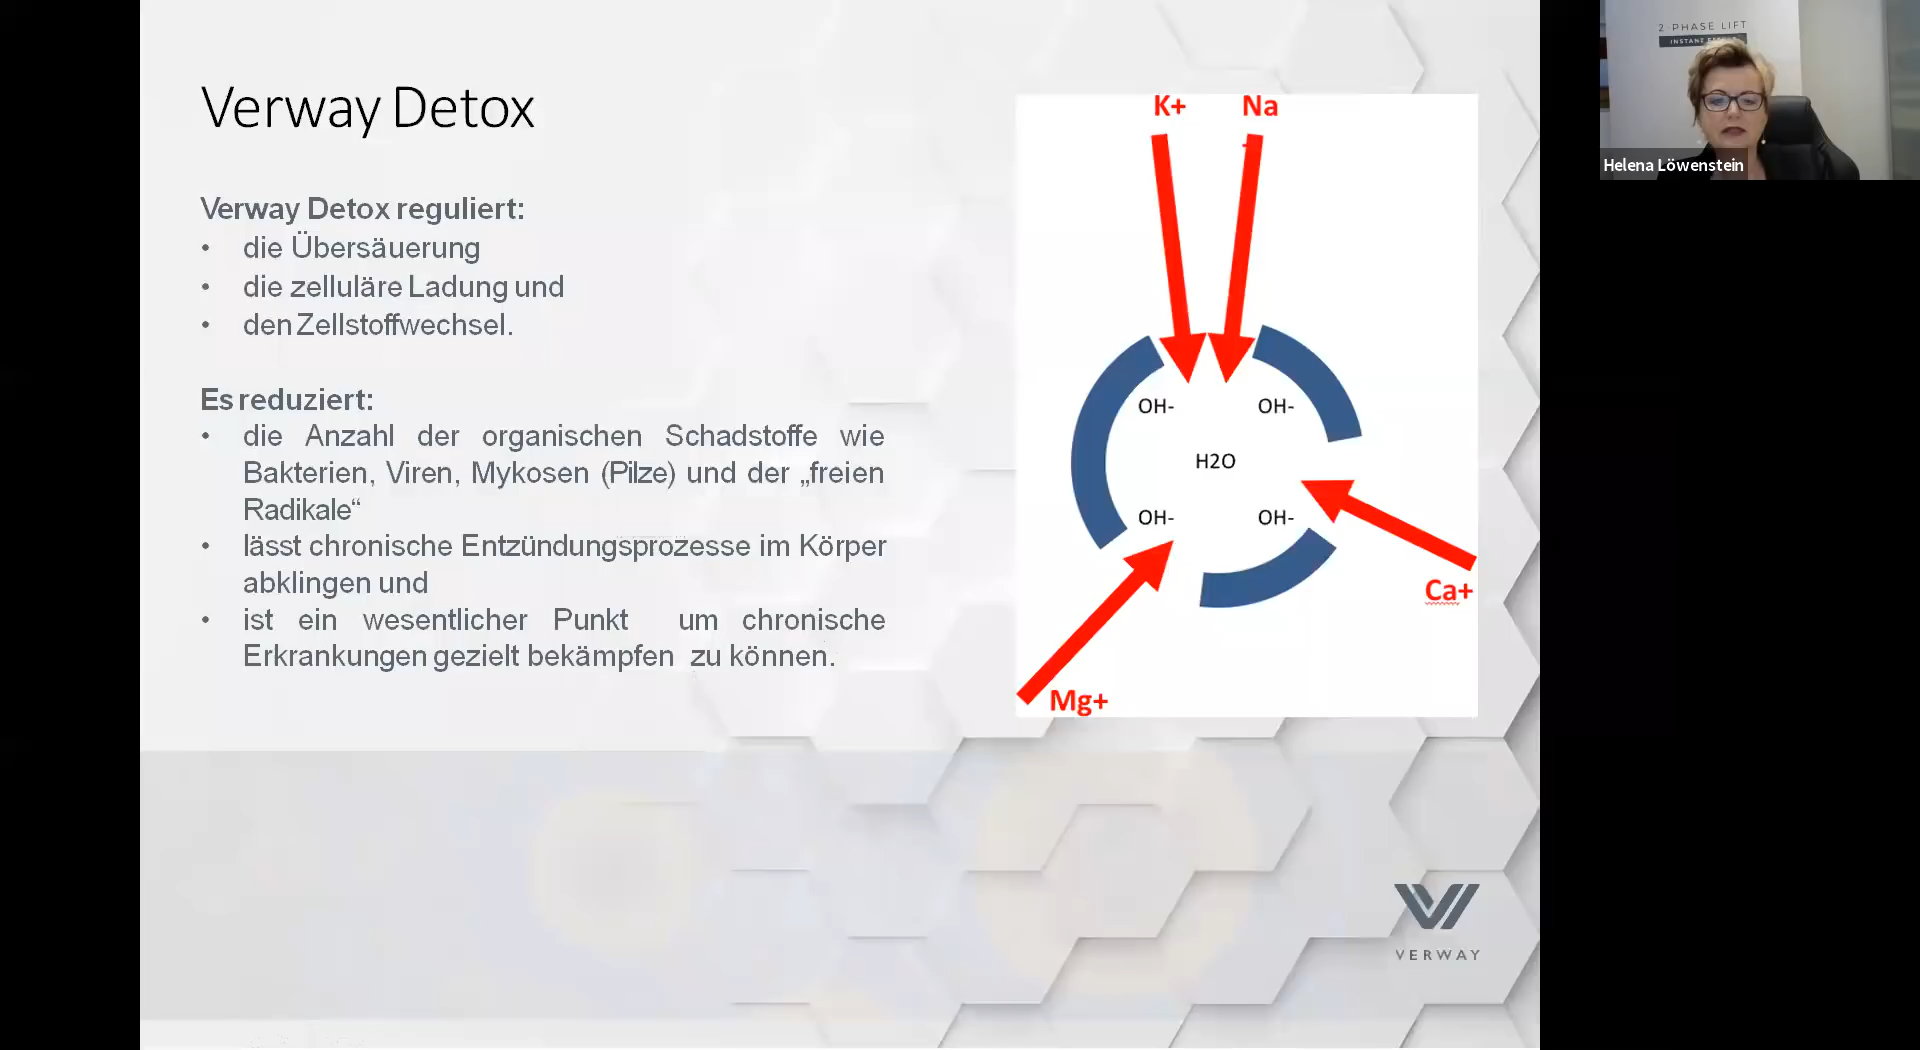 Verway Detox
Verway Detox reguliert:
• die Übersäuerung
• die zelluläre Ladung und
• den Zellstoffwechsel.
Es reduziert:
• die Anzahl der organischen Schadstoffe wie
Bakterien, Viren, Mykosen (Pilze) und der „freien
Radikale“
• lässt chronische Entzündungsprozesse im Körper
abklingen und
• ist ein wesentlicher Punkt um chronische
Erkrankungen gezielt bekämpfen zu können.
K+ Na
OH- OH-
H2O
OH- OH-
Ca+
Mg+
VERWAY
2 PHASE LIFT
Helena Löwenstein